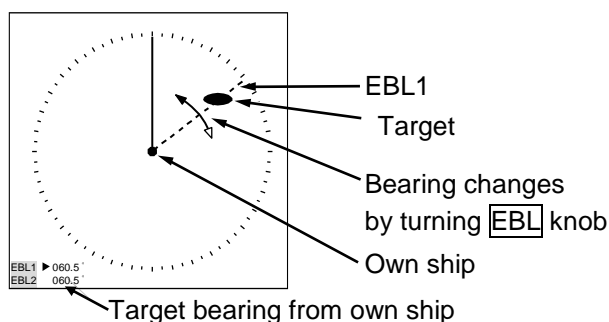 EBL1
Target
Bearing changes
by turning EBL knob
Own ship
EBL1 ▶ 060.5°
EBL2 060.5°
Target bearing from own ship